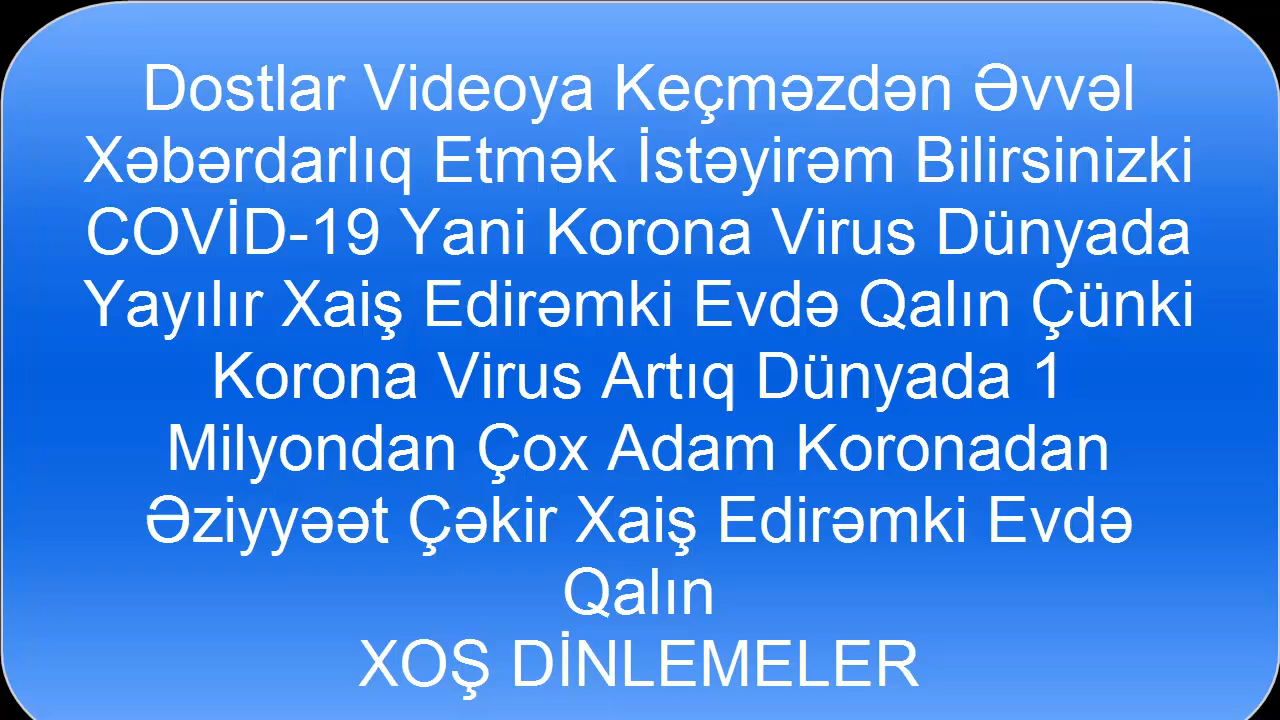 Dostlar Videoya Keçməzdən Əvvəl
Xəbərdarlıq Etmək İstəyirəm Bilirsinizki
COVİD-19 Yani Korona Virus Dünyada
Yayılır Xaiş Edirəmki Evdə Qalın Çünki
Korona Virus Artıq Dünyada 1
Milyondan Çox Adam Koronadan
Əziyyəət Çəkir Xaiş Edirəmki Evdə
Qalın
XOŞ DİNLEMELER